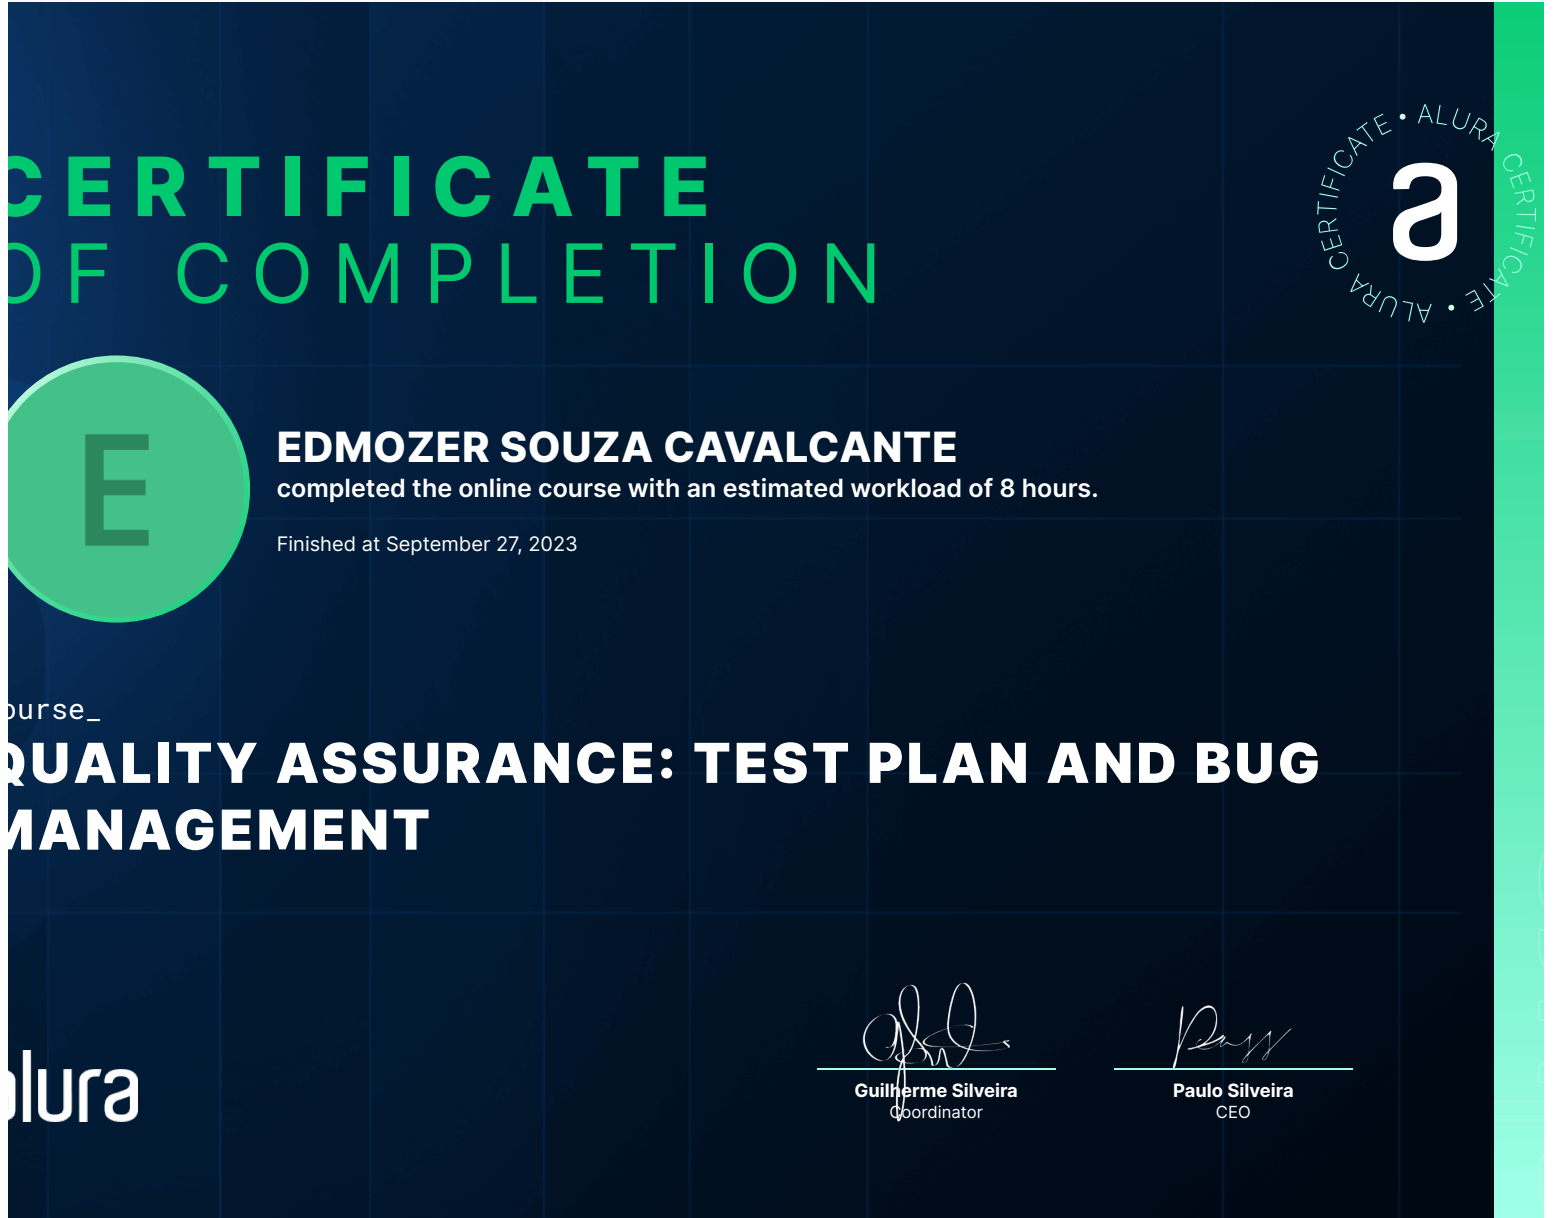 CERTIFICATE
OF COMPLETION
ALURA CERTIFICATE • ALURA CERTIFICATE •
a
E
EDMOZER SOUZA CAVALCANTE
completed the online course with an estimated workload of 8 hours.
Finished at September 27, 2023
ourse_
QUALITY ASSURANCE: TEST PLAN AND BUG
MANAGEMENT
alura
Guilherme Silveira
Coordinator
Paulo Silveira
CEO